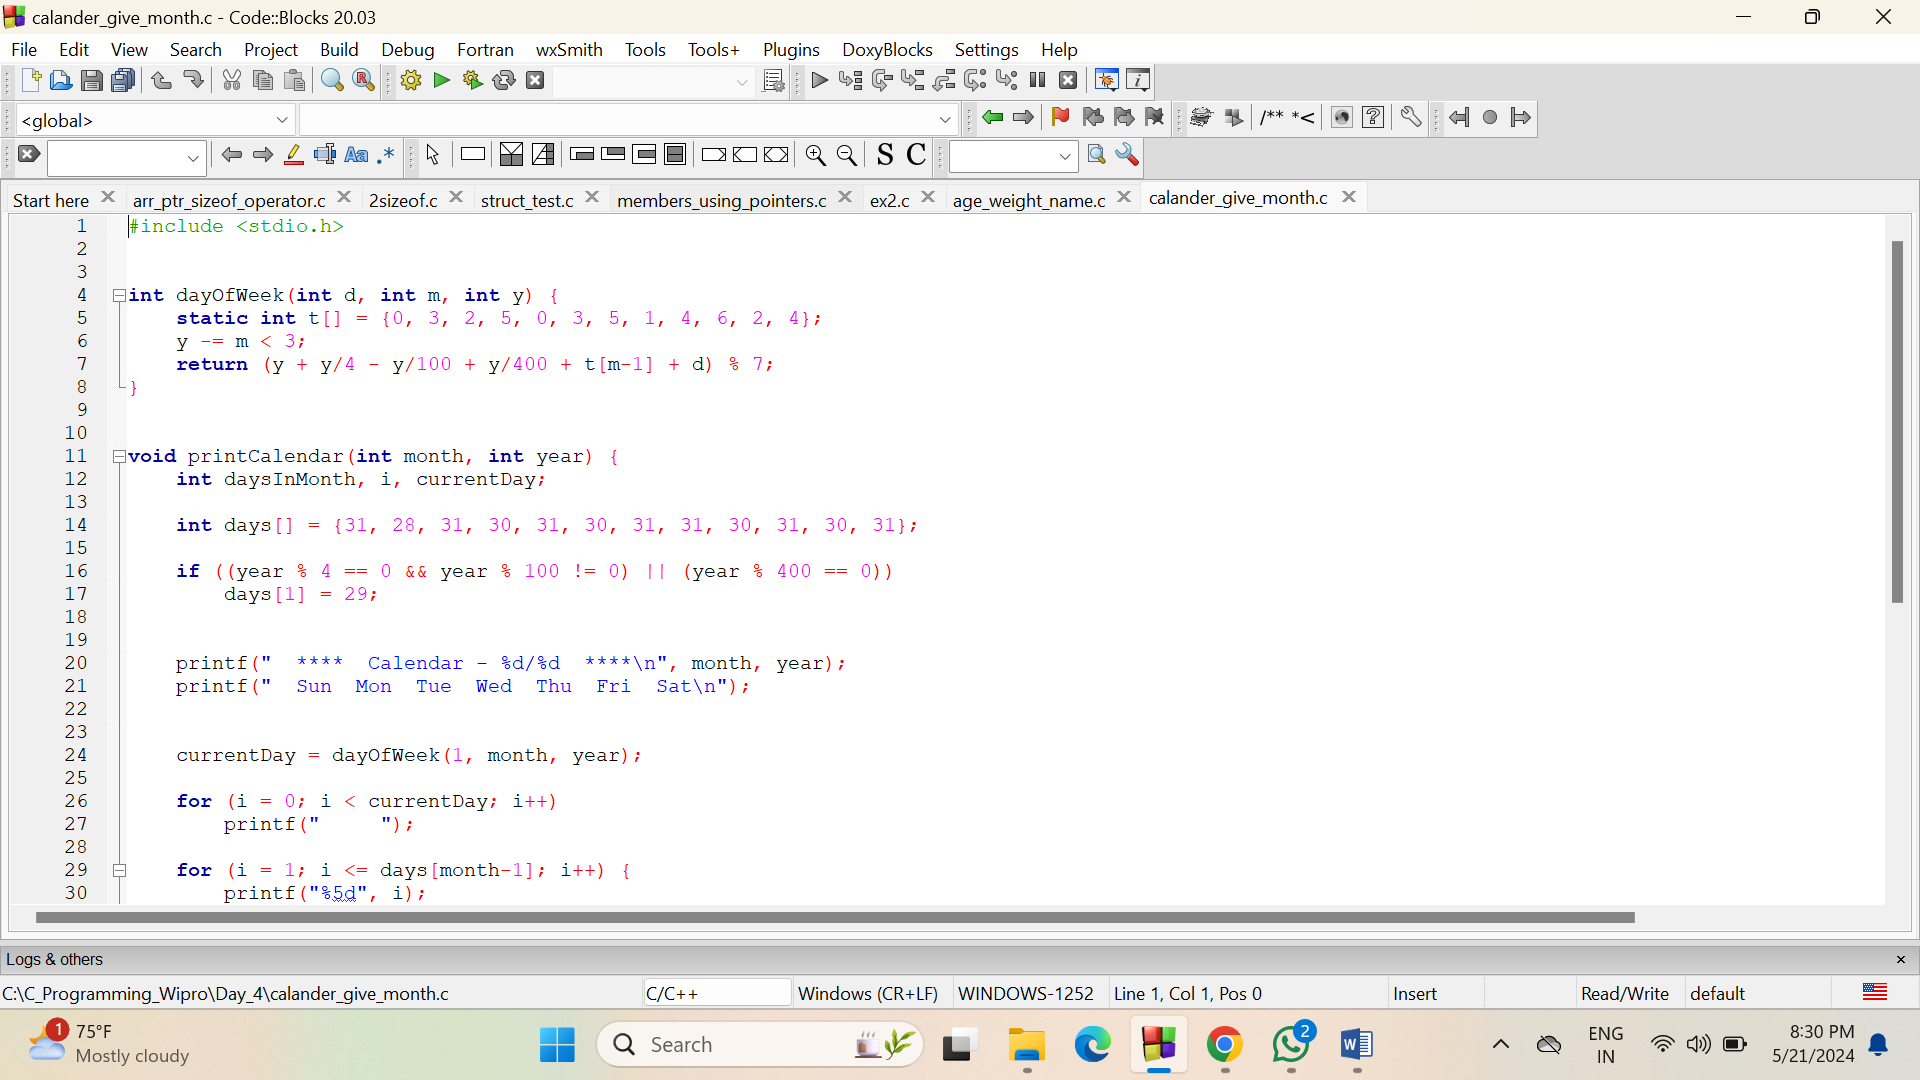 calander_give_month.c - Code::Blocks 20.03
File Edit View Search Project Build Debug Fortran wxSmith Tools Tools+ Plugins DoxyBlocks Settings Help
<global>
/** *<
Aa .* S C
Start here arr_ptr_sizeof_operator.c 2sizeof.c struct_test.c members_using_pointers.c ex2.c age_weight_name.c calander_give_month.c
1 #include <stdio.h>
2
3
4 int dayOfWeek(int d, int m, int y) {
5 static int t[] = {0, 3, 2, 5, 0, 3, 5, 1, 4, 6, 2, 4};
6 y -= m < 3;
7 return (y + y/4 - y/100 + y/400 + t[m-1] + d) % 7;
8 }
9
10
11 void printCalendar(int month, int year) {
12 int daysInMonth, i, currentDay;
13
14 int days[] = {31, 28, 31, 30, 31, 30, 31, 31, 30, 31, 30, 31};
15
16 if ((year % 4 == 0 && year % 100 != 0) || (year % 400 == 0))
17 days[1] = 29;
18
19
20 printf("  ****  Calendar - %d/%d  ****\n", month, year);
21 printf("  Sun  Mon  Tue  Wed  Thu  Fri  Sat\n");
22
23
24 currentDay = dayOfWeek(1, month, year);
25
26 for (i = 0; i < currentDay; i++)
27 printf("     ");
28
29 for (i = 1; i <= days[month-1]; i++) {
30 printf("%5d", i);
Logs & others
C:\C_Programming_Wipro\Day_4\calander_give_month.c C/C++ Windows (CR+LF) WINDOWS-1252 Line 1, Col 1, Pos 0 Insert Read/Write default
1 75°F
Mostly cloudy
Search
2
ENG
IN
8:30 PM
5/21/2024